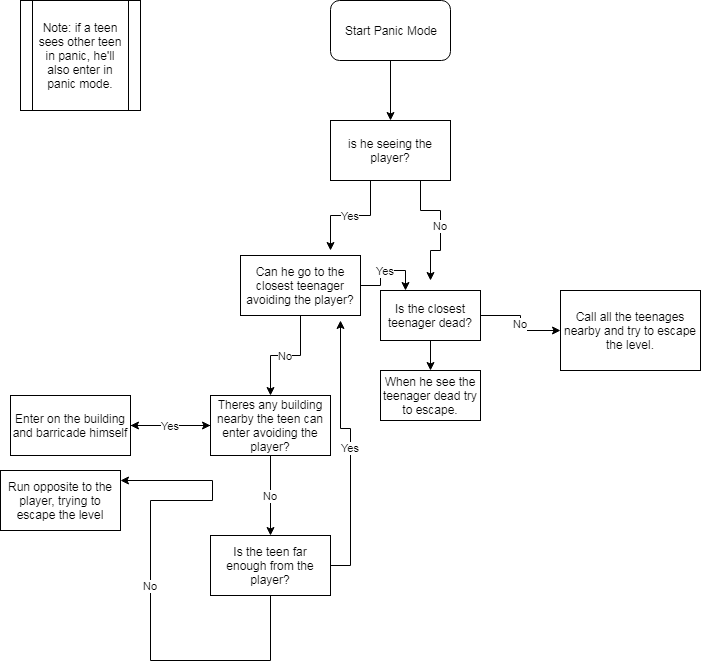 Note: if a teen
sees other teen
in panic, he'll
also enter in
panic mode.
Start Panic Mode
is he seeing the
player?
Yes
No
Can he go to the
closest teenager
avoiding the player?
Yes
Is the closest
teenager dead?
No
Call all the teenages
nearby and try to escape
the level.
No
When he see the
teenager dead try
to escape.
Enter on the building
and barricade himself
Yes
Theres any building
nearby the teen can
enter avoiding the
player?
Yes
Run opposite to the
player, trying to
escape the level
No
Is the teen far
enough from the
player?
No